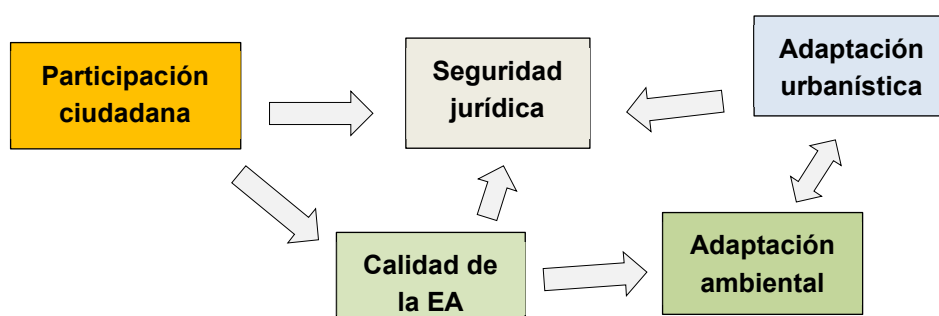 Participación
ciudadana
Seguridad
jurídica
Adaptación
urbanística
Calidad de
la EA
Adaptación
ambiental